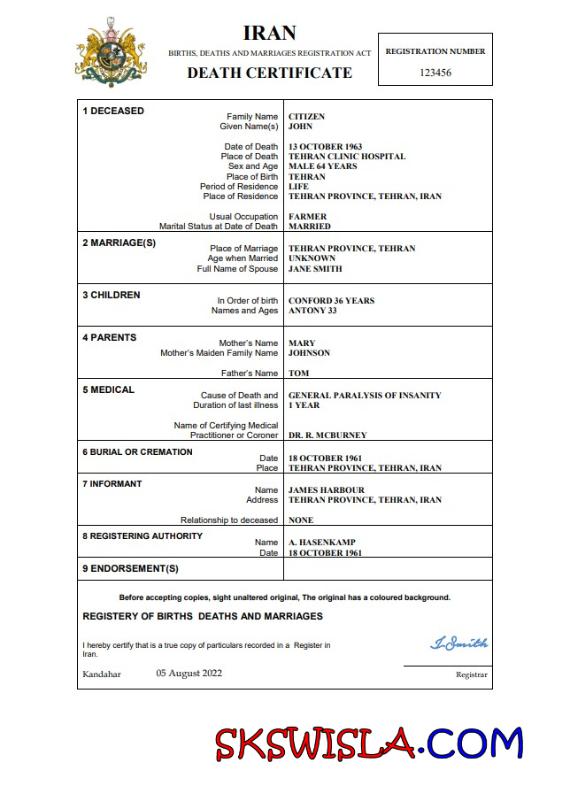 IRAN
BIRTHS, DEATHS AND MARRIAGES REGISTRATION ACT
DEATH CERTIFICATE
REGISTRATION NUMBER
123456
1 DECEASED
Family Name CITIZEN
Given Name(s) JOHN
Date of Death 13 OCTOBER 1963
Place of Death TEHRAN CLINIC HOSPITAL
Sex and Age MALE 64 YEARS
Place of Birth TEHRAN
Period of Residence LIFE
Place of Residence TEHRAN PROVINCE, TEHRAN, IRAN
Usual Occupation FARMER
Marital Status at Date of Death MARRIED
2 MARRIAGE(S)
Place of Marriage TEHRAN PROVINCE, TEHRAN
Age when Married UNKNOWN
Full Name of Spouse JANE SMITH
3 CHILDREN
In Order of birth CONFORD 36 YEARS
Names and Ages ANTONY 33
4 PARENTS
Mother's Name MARY
Mother's Maiden Family Name JOHNSON
Father's Name TOM
5 MEDICAL
Cause of Death and GENERAL PARALYSIS OF INSANITY
Duration of last illness 1 YEAR
Name of Certifying Medical
Practitioner or Coroner DR. R. MCBURNEY
6 BURIAL OR CREMATION
Date 18 OCTOBER 1961
Place TEHRAN PROVINCE, TEHRAN, IRAN
7 INFORMANT
Name JAMES HARBOUR
Address TEHRAN PROVINCE, TEHRAN, IRAN
Relationship to deceased NONE
8 REGISTERING AUTHORITY
Name A. HASENKAMP
Date 18 OCTOBER 1961
9 ENDORSEMENT(S)
Before accepting copies, sight unaltered original, The original has a coloured background.
REGISTERY OF BIRTHS DEATHS AND MARRIAGES
I hereby certify that is a true copy of particulars recorded in a Register in
Iran.
I.Smith
Kandahar 05 August 2022
Registrar
SKSWISLA.COM